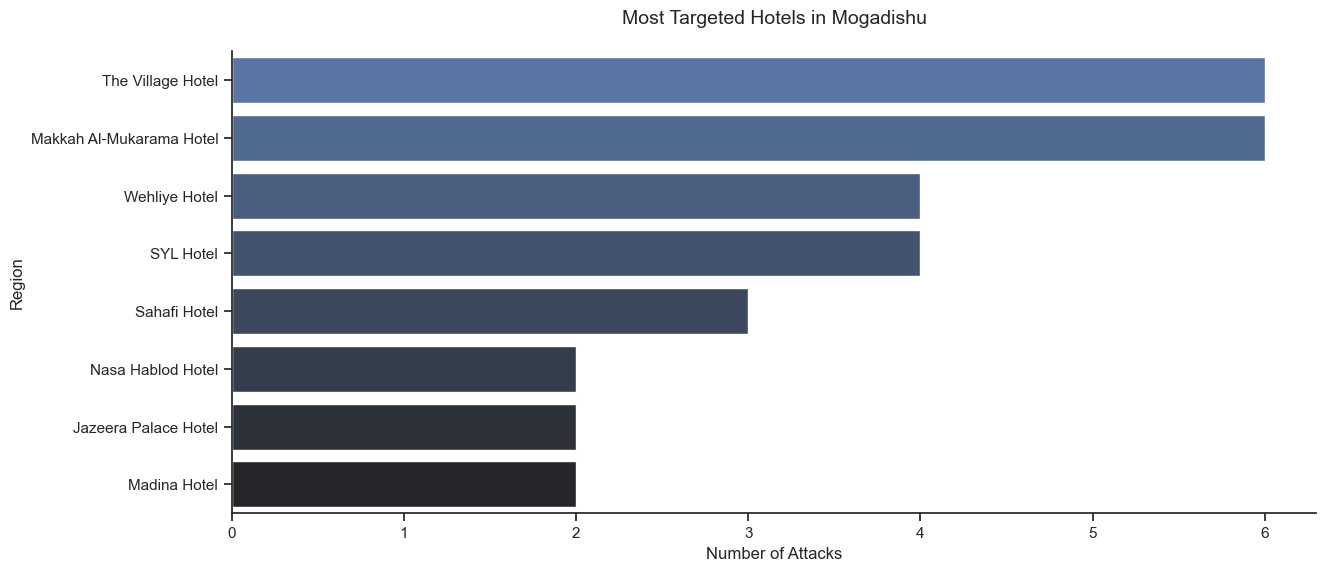 Most Targeted Hotels in Mogadishu
The Village Hotel
Makkah Al-Mukarama Hotel
Wehliye Hotel
SYL Hotel
Sahafi Hotel
Nasa Hablod Hotel
Jazeera Palace Hotel
Madina Hotel
Region
0 1 2 3 4 5 6
Number of Attacks